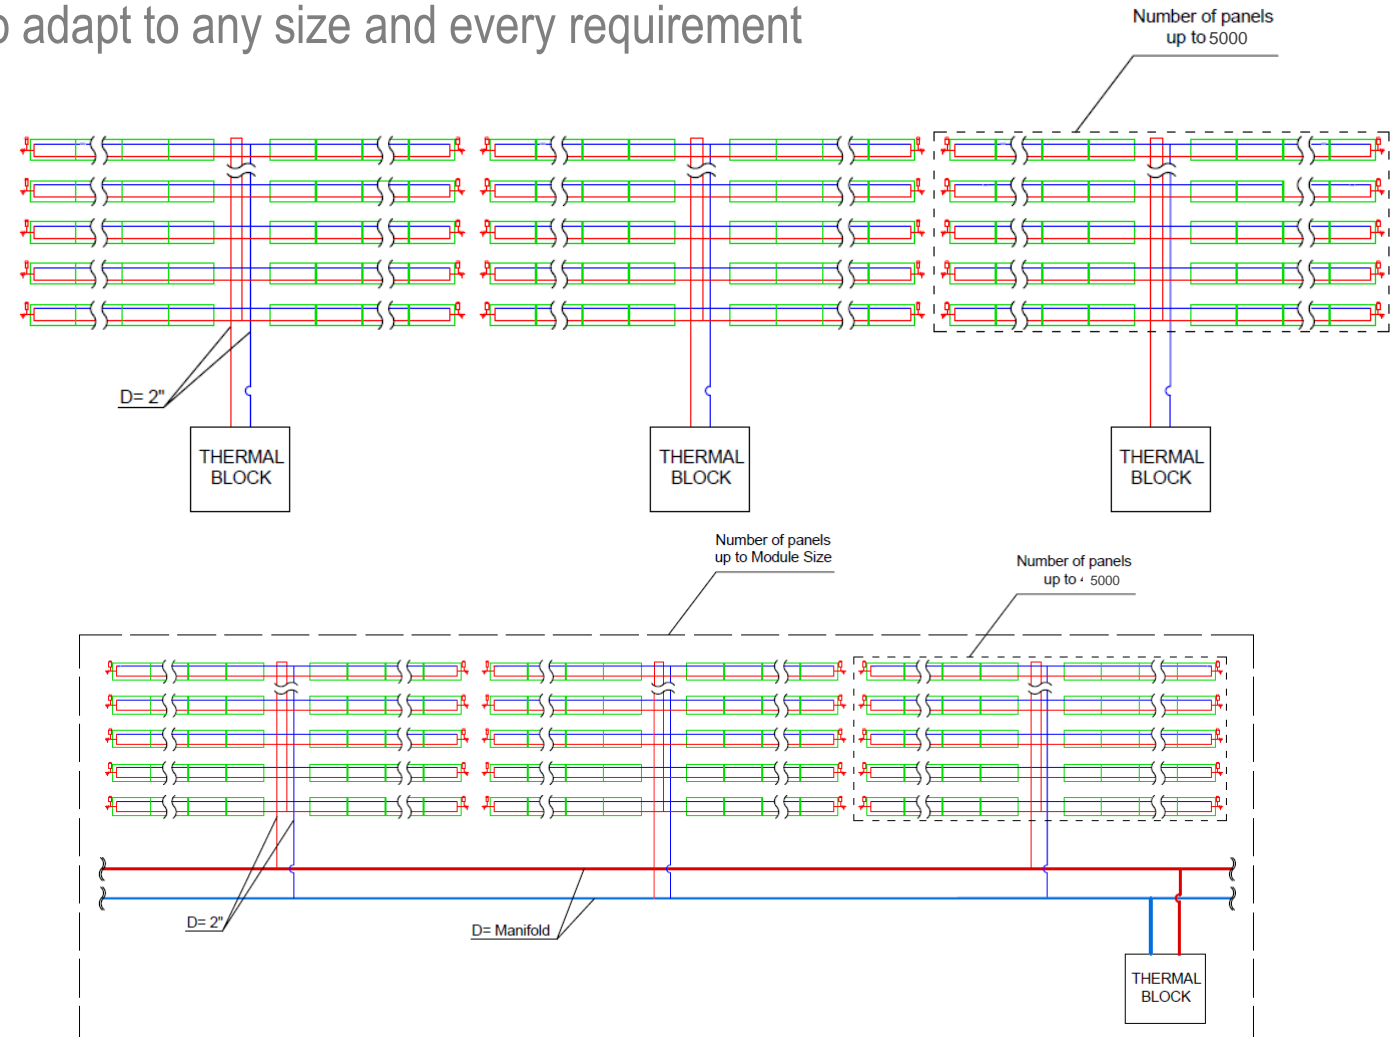 adapt to any size and every requirement
Number of panels
up to 5000
D= 2"
THERMAL
BLOCK
THERMAL
BLOCK
THERMAL
BLOCK
Number of panels
up to Module Size
Number of panels
up to 5000
D= 2"
D= Manifold
THERMAL
BLOCK